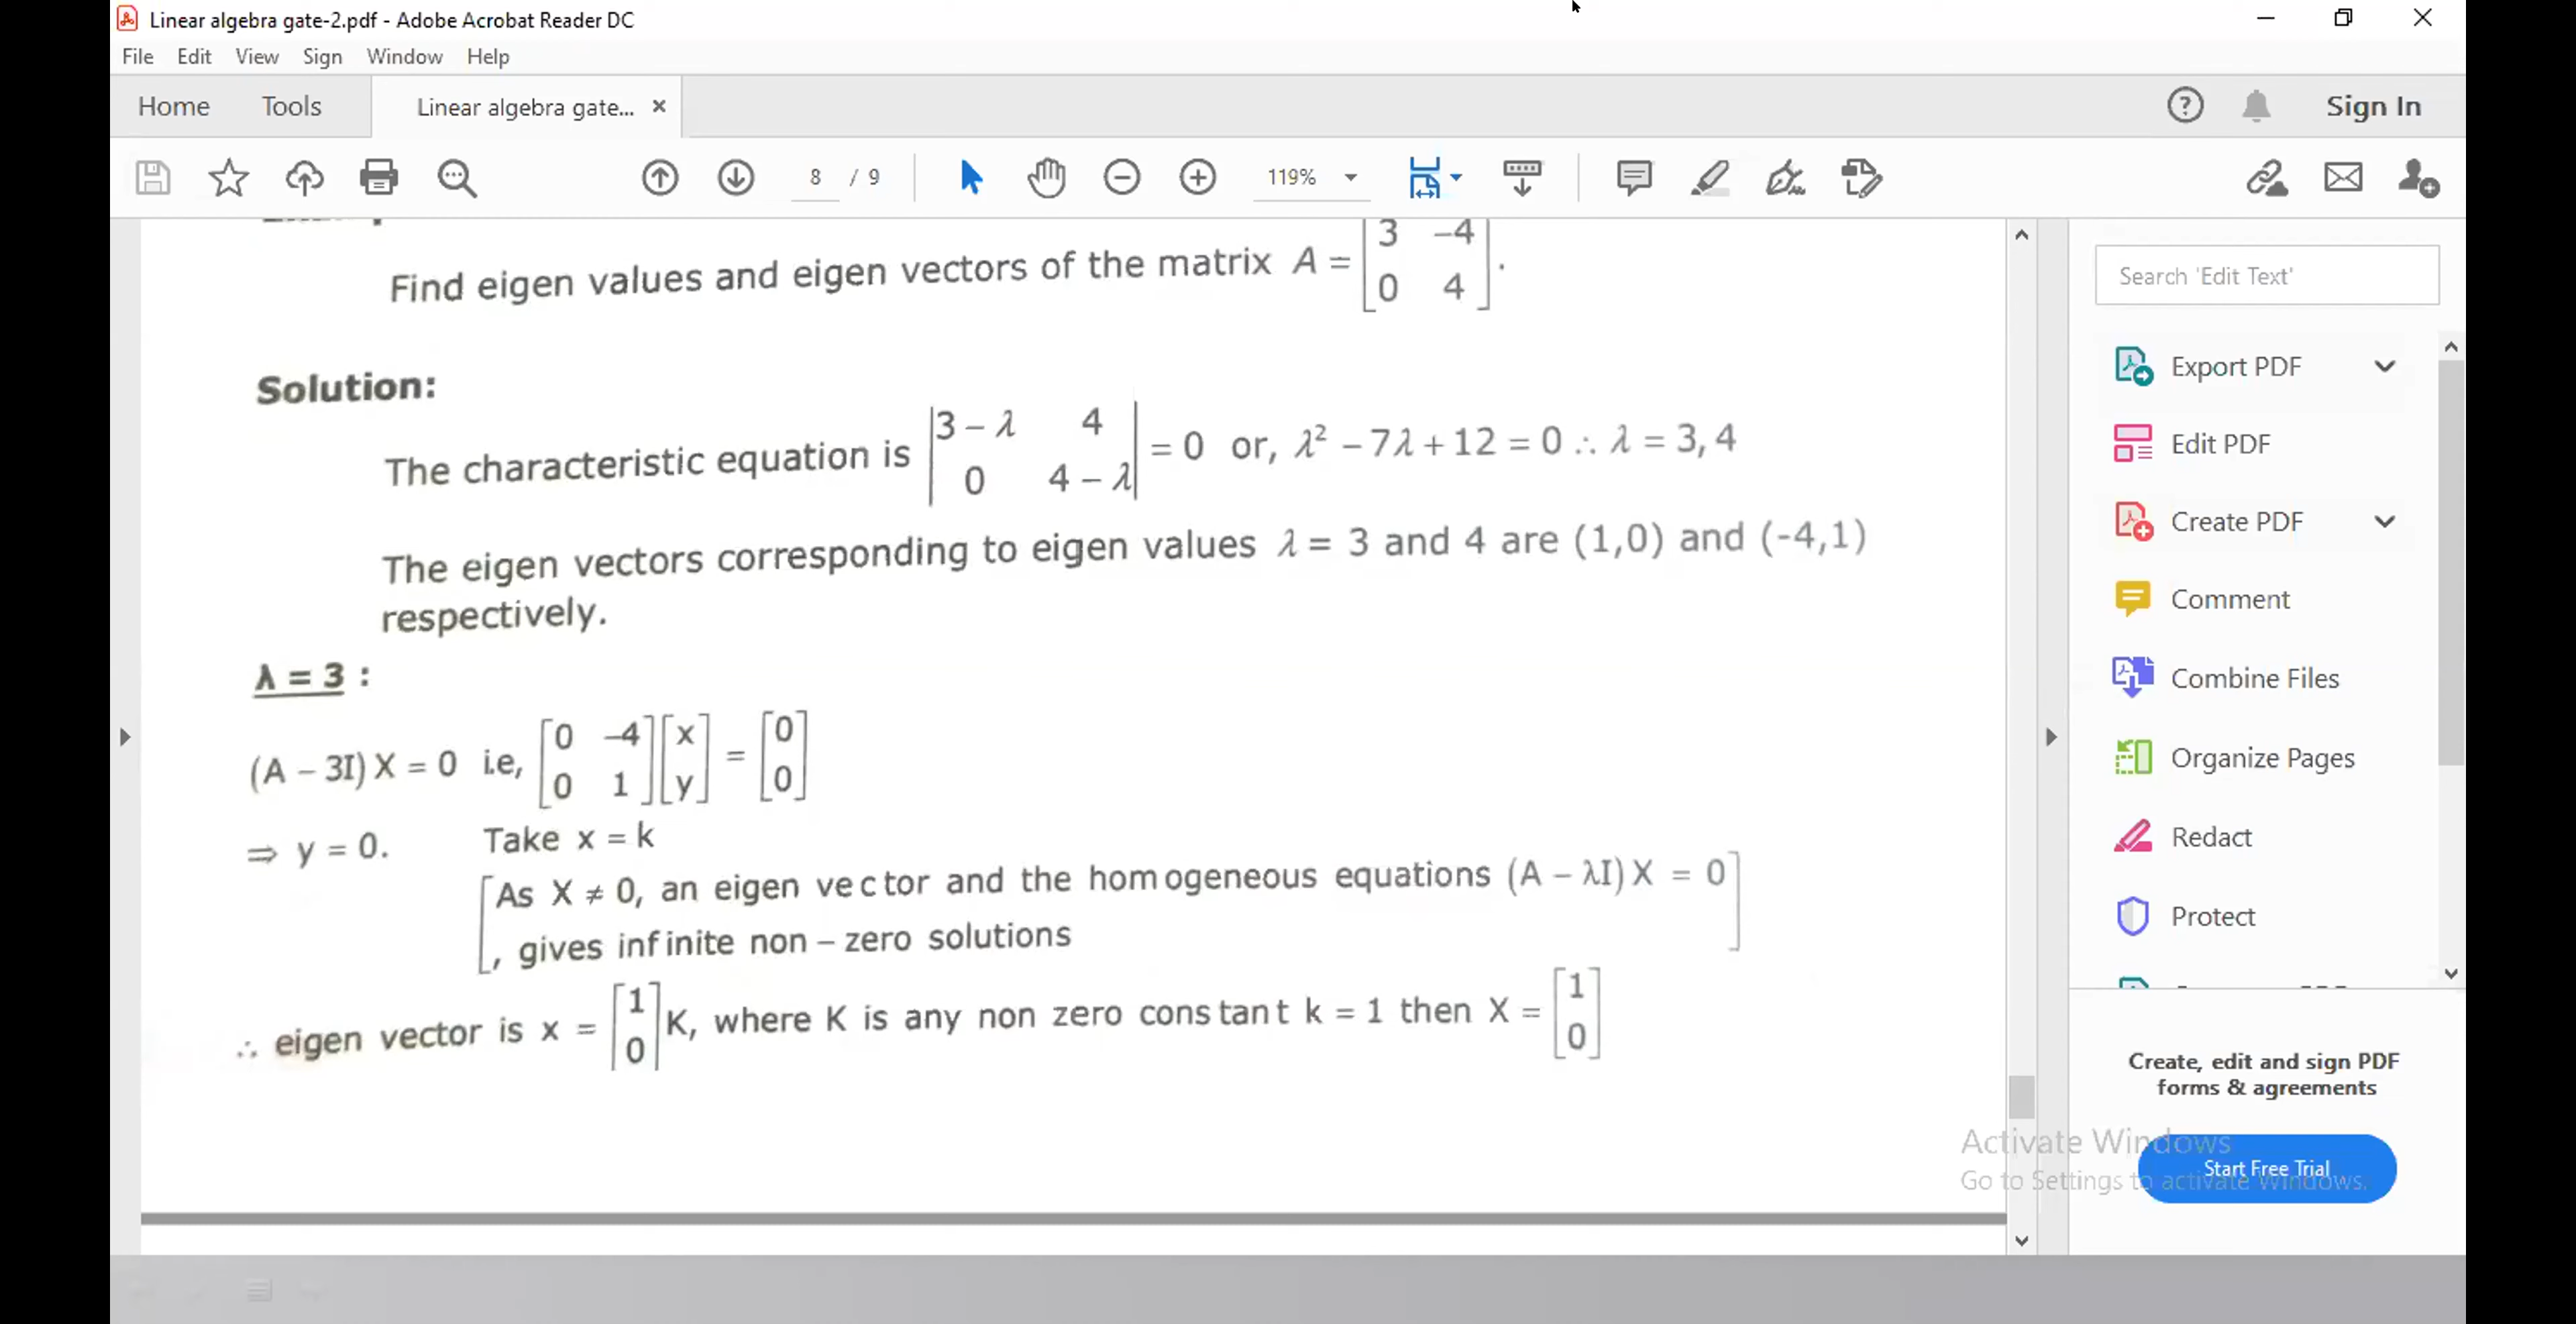 Linear algebra gate-2.pdf - Adobe Acrobat Reader DC
File Edit View Sign Window Help
Home Tools Linear algebra gate... × Sign In
8 / 9 119%
Find eigen values and eigen vectors of the matrix A = [3 -4; 0 4].
Search 'Edit Text'
Export PDF
Edit PDF
Create PDF
Comment
Combine Files
Organize Pages
Redact
Protect
Solution:
The characteristic equation is |3 - λ 4; 0 4 - λ| = 0 or, λ² - 7λ + 12 = 0 ∴ λ = 3, 4
The eigen vectors corresponding to eigen values λ = 3 and 4 are (1,0) and (-4,1)
respectively.
λ = 3 :
(A - 3I) X = 0 i.e, [0 -4; 0 1] [x; y] = [0; 0]
⇒ y = 0. Take x = k
[As X ≠ 0, an eigen vector and the homogeneous equations (A - λI) X = 0
, gives infinite non - zero solutions]
∴ eigen vector is x = [1; 0] K, where K is any non zero constant k = 1 then X = [1; 0]
Create, edit and sign PDF
forms & agreements
Start Free Trial
Activate Windows
Go to Settings to activate Windows.